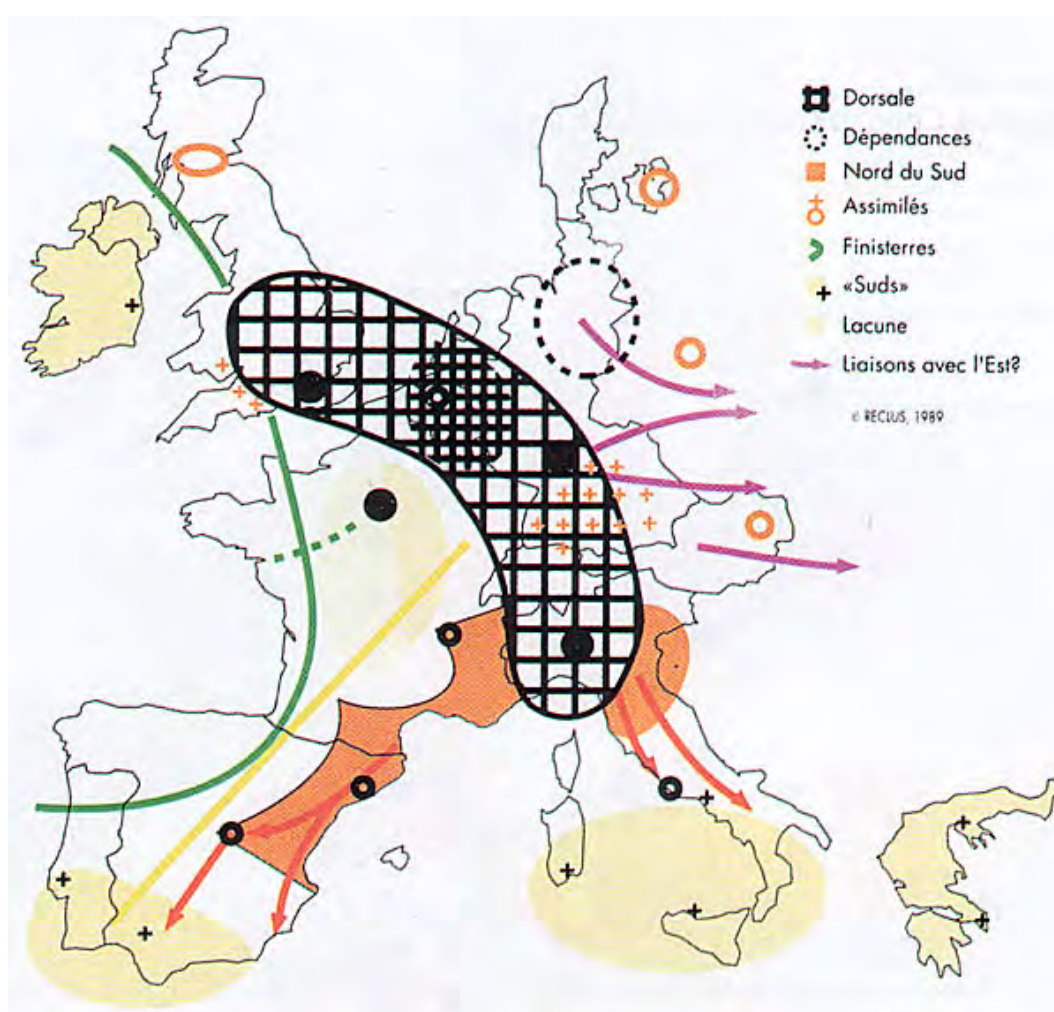 Dorsale
Dépendances
Nord du Sud
Assimilés
Finisterres
«Suds»
Lacune
Liaisons avec l'Est?
© RECLUS, 1989